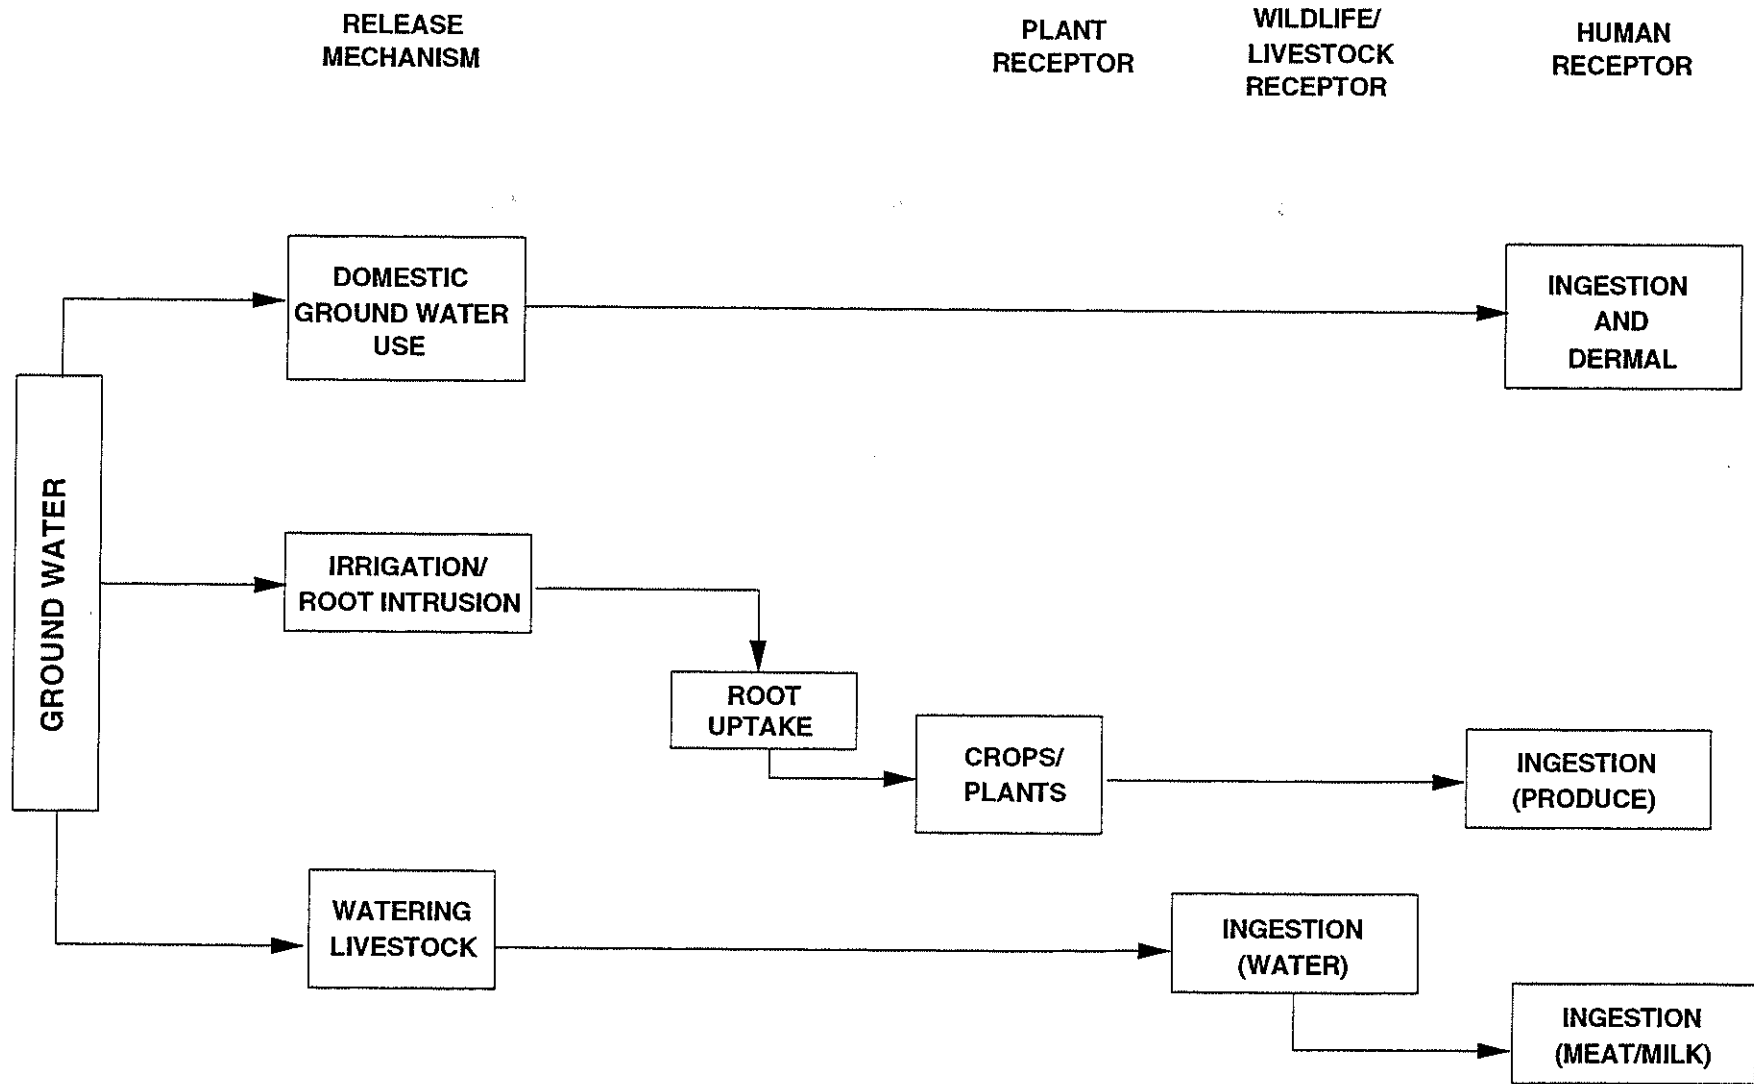 RELEASE
MECHANISM
PLANT
RECEPTOR
WILDLIFE/
LIVESTOCK
RECEPTOR
HUMAN
RECEPTOR
DOMESTIC
GROUND WATER
USE
INGESTION
AND
DERMAL
GROUND WATER
IRRIGATION/
ROOT INTRUSION
ROOT
UPTAKE
CROPS/
PLANTS
INGESTION
(PRODUCE)
WATERING
LIVESTOCK
INGESTION
(WATER)
INGESTION
(MEAT/MILK)